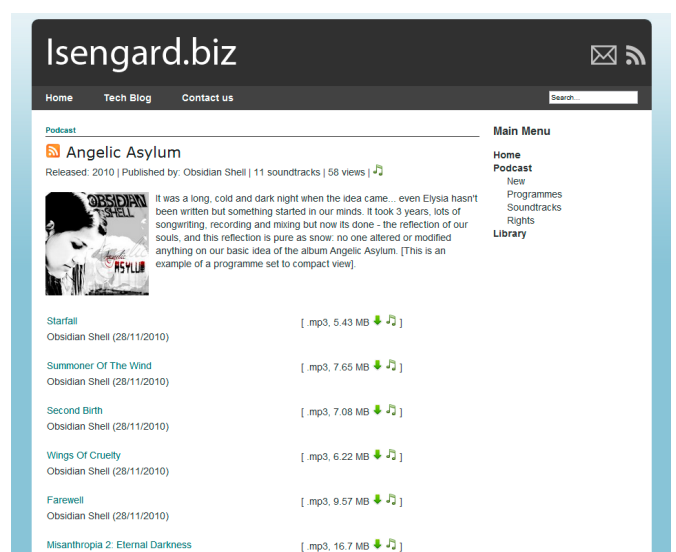 Isengard.biz
Home Tech Blog Contact us Search...
Podcast
Angelic Asylum
Released: 2010 | Published by: Obsidian Shell | 11 soundtracks | 58 views |
OBSIDIAN
SHELL
Angelic
ASYLUM
It was a long, cold and dark night when the idea came... even Elysia hasn't
been written but something started in our minds. It took 3 years, lots of
songwriting, recording and mixing but now its done - the reflection of our
souls, and this reflection is pure as snow: no one altered or modified
anything on our basic idea of the album Angelic Asylum. [This is an
example of a programme set to compact view].
Starfall [ .mp3, 5.43 MB ]
Obsidian Shell (28/11/2010)
Summoner Of The Wind [ .mp3, 7.65 MB ]
Obsidian Shell (28/11/2010)
Second Birth [ .mp3, 7.08 MB ]
Obsidian Shell (28/11/2010)
Wings Of Cruelty [ .mp3, 6.22 MB ]
Obsidian Shell (28/11/2010)
Farewell [ .mp3, 9.57 MB ]
Obsidian Shell (28/11/2010)
Misanthropia 2: Eternal Darkness [ .mp3, 16.7 MB ]
Main Menu
Home
Podcast
New
Programmes
Soundtracks
Rights
Library